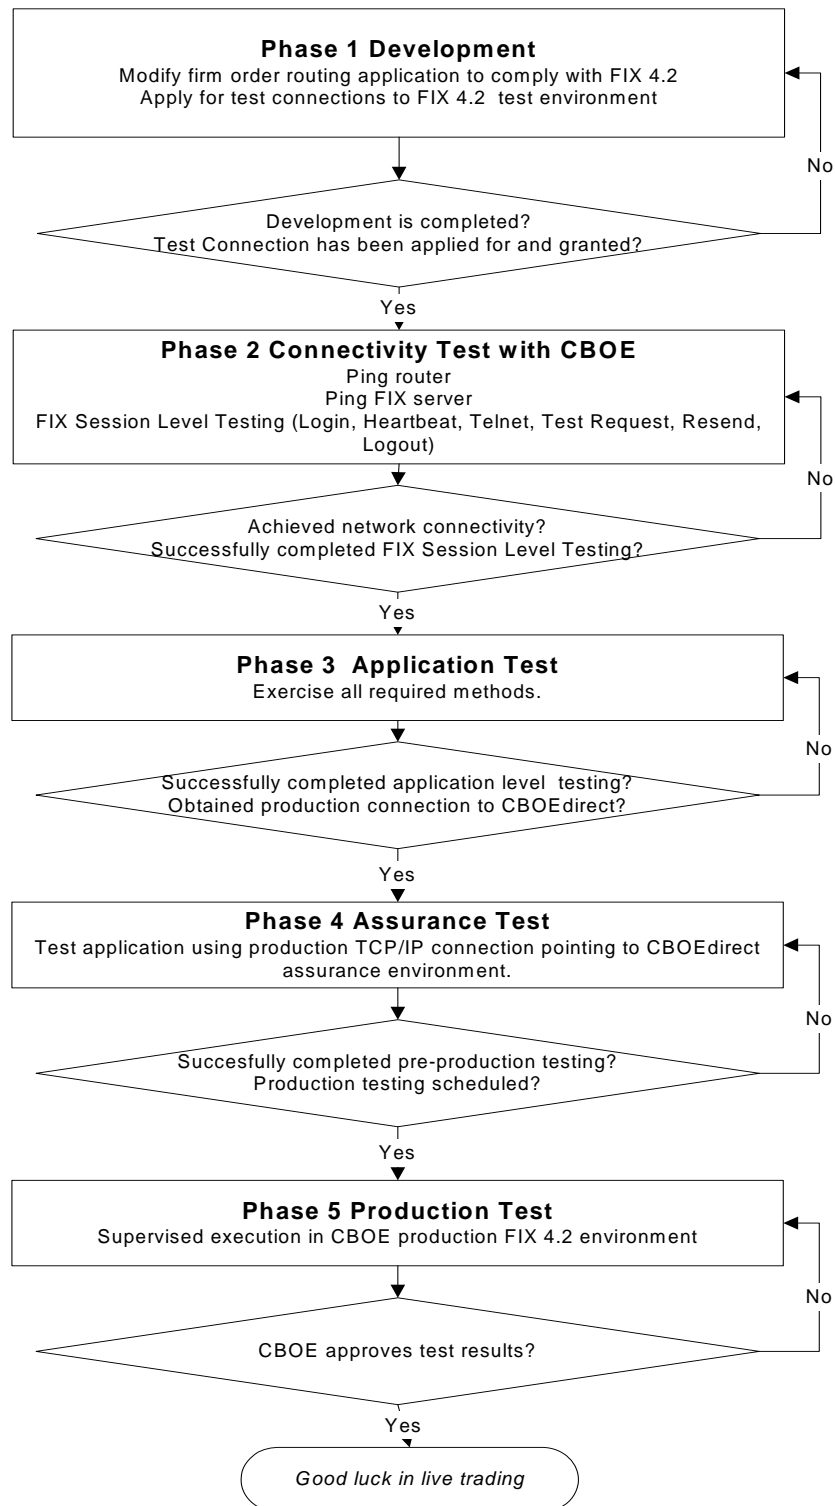 Phase 1 Development
Modify firm order routing application to comply with FIX 4.2
Apply for test connections to FIX 4.2 test environment
No
Development is completed?
Test Connection has been applied for and granted?
Yes
Phase 2 Connectivity Test with CBOE
Ping router
Ping FIX server
FIX Session Level Testing (Login, Heartbeat, Telnet, Test Request, Resend,
Logout)
No
Achieved network connectivity?
Successfully completed FIX Session Level Testing?
Yes
Phase 3 Application Test
Exercise all required methods.
No
Successfully completed application level testing?
Obtained production connection to CBOEdirect?
Yes
Phase 4 Assurance Test
Test application using production TCP/IP connection pointing to CBOEdirect
assurance environment.
No
Succesfully completed pre-production testing?
Production testing scheduled?
Yes
Phase 5 Production Test
Supervised execution in CBOE production FIX 4.2 environment
No
CBOE approves test results?
Yes
Good luck in live trading